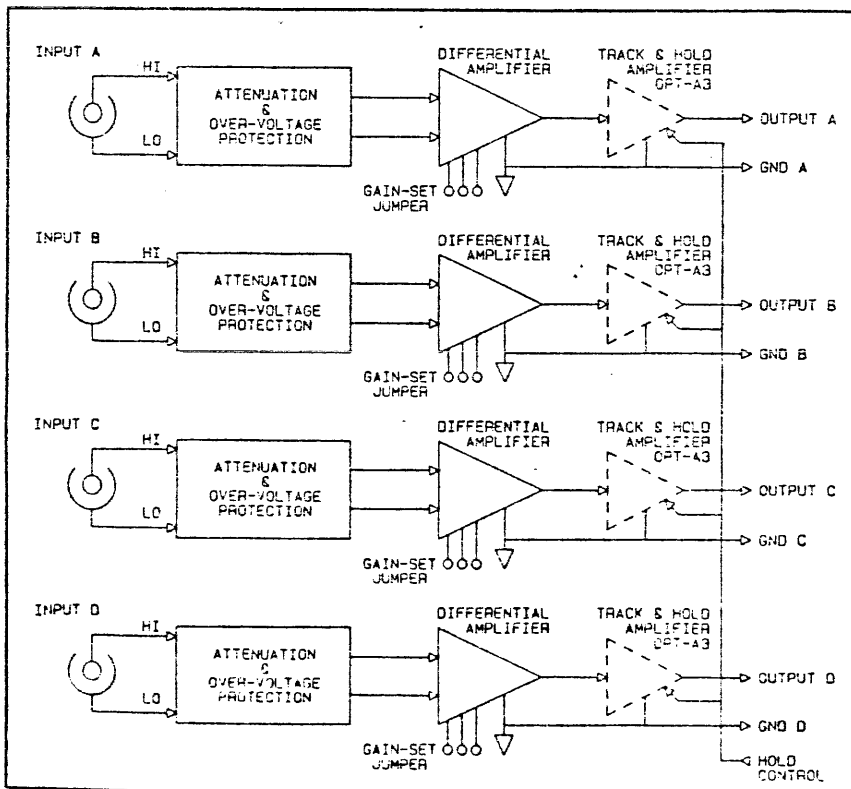 INPUT A
HI
LO
ATTENUATION
&
OVER-VOLTAGE
PROTECTION
DIFFERENTIAL
AMPLIFIER
GAIN-SET
JUMPER
TRACK & HOLD
AMPLIFIER
OPT-A3
OUTPUT A
GND A
INPUT B
HI
LO
ATTENUATION
&
OVER-VOLTAGE
PROTECTION
DIFFERENTIAL
AMPLIFIER
GAIN-SET
JUMPER
TRACK & HOLD
AMPLIFIER
OPT-A3
OUTPUT B
GND B
INPUT C
HI
LO
ATTENUATION
&
OVER-VOLTAGE
PROTECTION
DIFFERENTIAL
AMPLIFIER
GAIN-SET
JUMPER
TRACK & HOLD
AMPLIFIER
OPT-A3
OUTPUT C
GND C
INPUT D
HI
LO
ATTENUATION
&
OVER-VOLTAGE
PROTECTION
DIFFERENTIAL
AMPLIFIER
GAIN-SET
JUMPER
TRACK & HOLD
AMPLIFIER
OPT-A3
OUTPUT D
GND D
HOLD
CONTROL